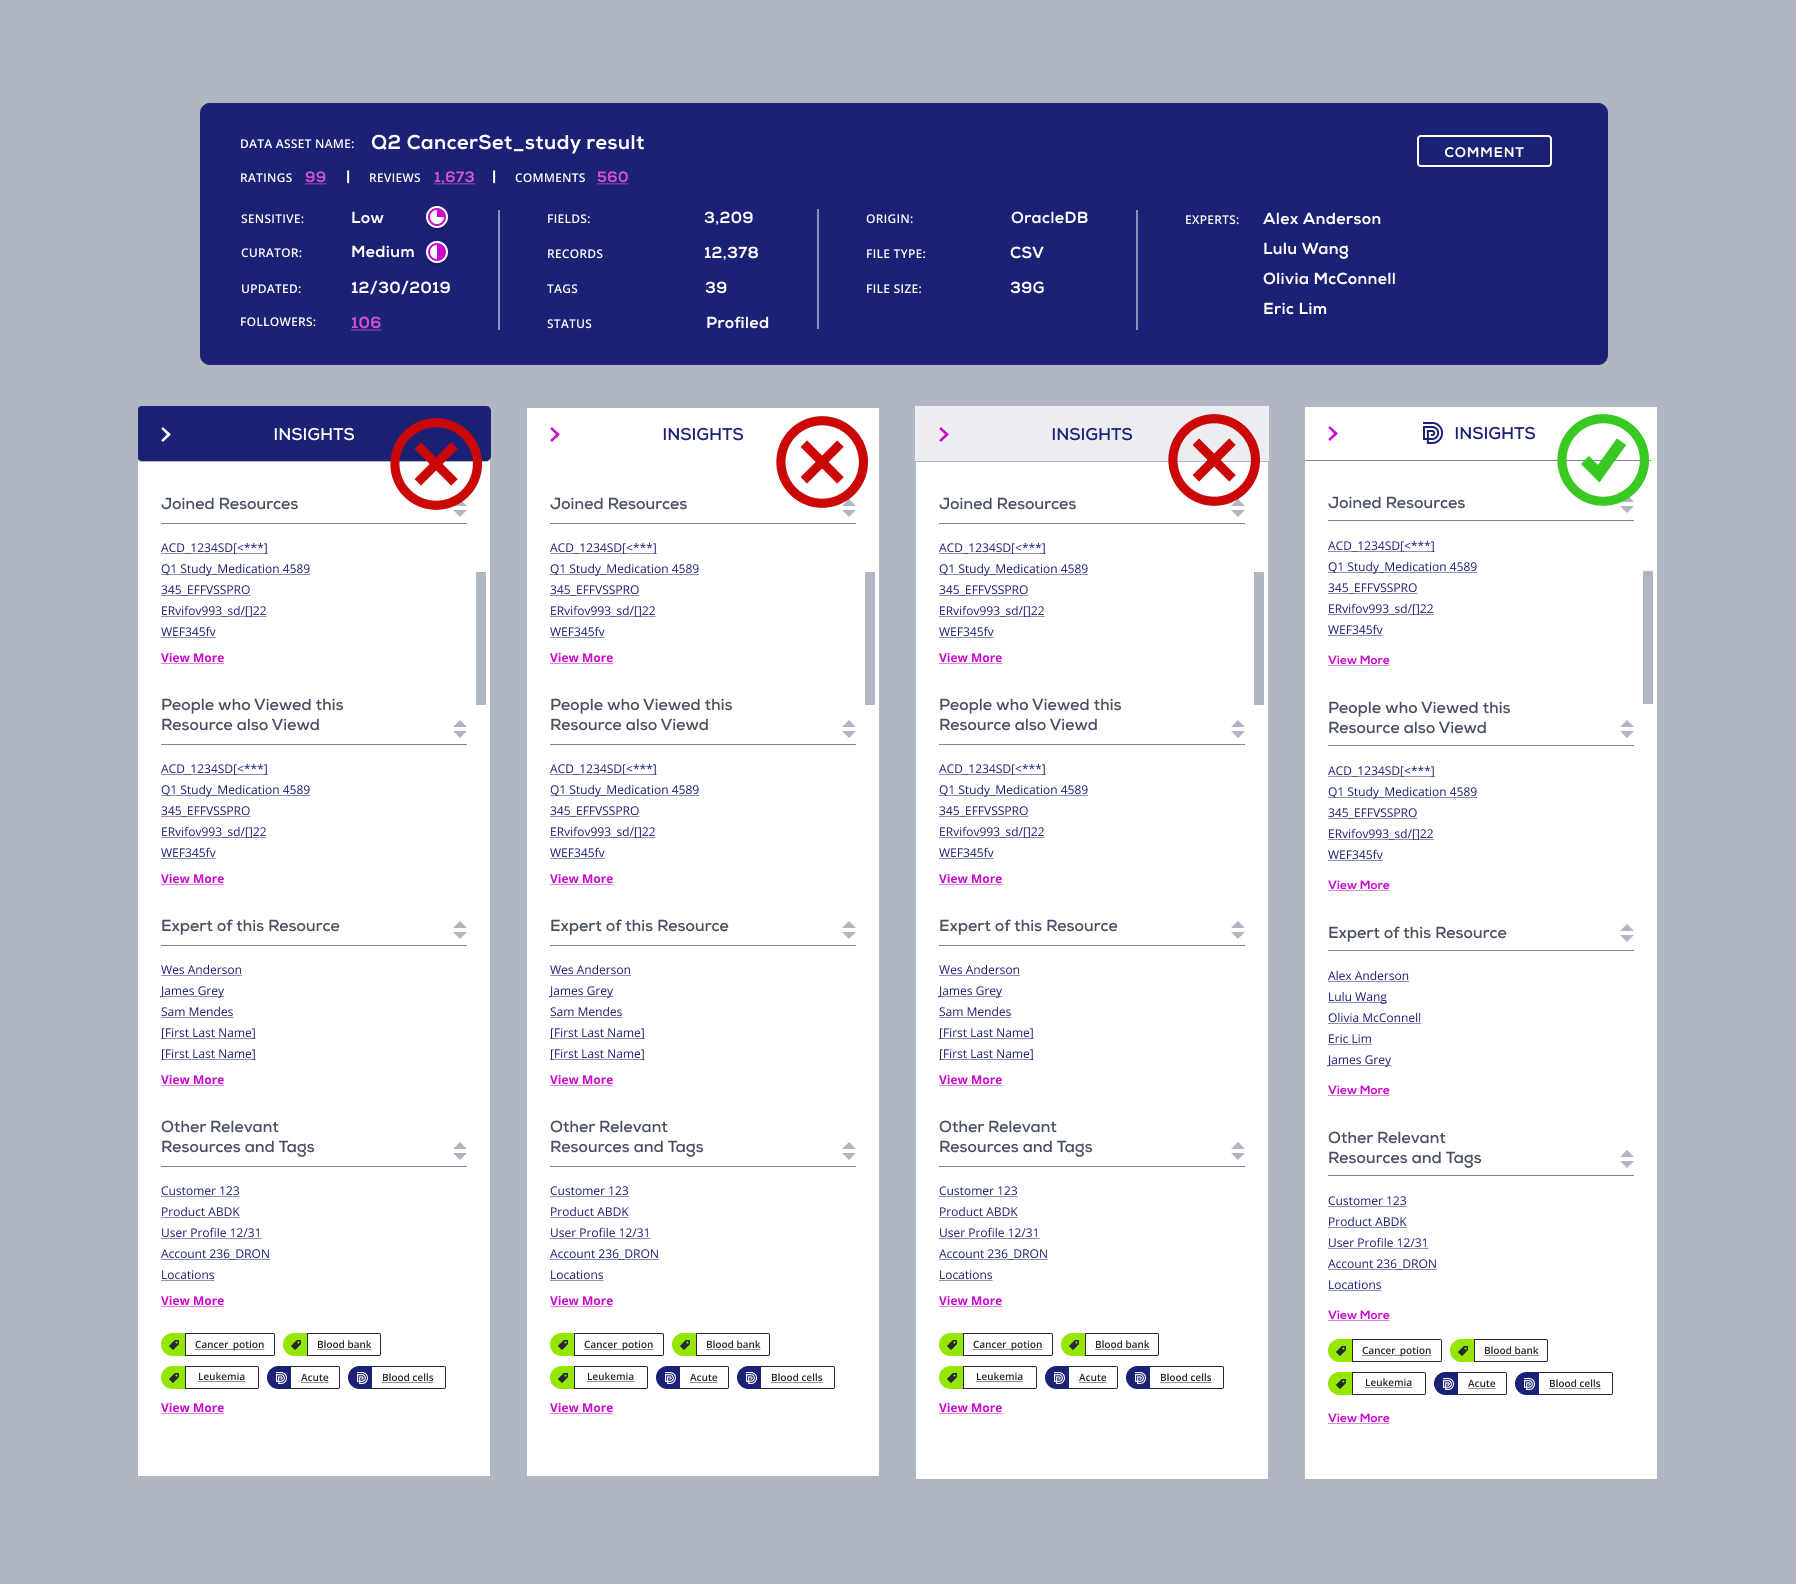 DATA ASSET NAME: Q2 CancerSet_study result
COMMENT
RATINGS 99 | REVIEWS 1,673 | COMMENTS 560
SENSITIVE: Low
CURATOR: Medium
UPDATED: 12/30/2019
FOLLOWERS: 106
FIELDS: 3,209
RECORDS 12,378
TAGS 39
STATUS Profiled
ORIGIN: OracleDB
FILE TYPE: CSV
FILE SIZE: 39G
EXPERTS: Alex Anderson
Lulu Wang
Olivia McConnell
Eric Lim
INSIGHTS
Joined Resources
ACD_1234SD[<***]
Q1 Study_Medication 4589
345_EFFVSSPRO
ERvifov993_sd/[]22
WEF345fv
View More
People who Viewed this
Resource also Viewd
ACD_1234SD[<***]
Q1 Study_Medication 4589
345_EFFVSSPRO
ERvifov993_sd/[]22
WEF345fv
View More
Expert of this Resource
Wes Anderson
James Grey
Sam Mendes
[First Last Name]
[First Last Name]
View More
Other Relevant
Resources and Tags
Customer 123
Product ABDK
User Profile 12/31
Account 236_DRON
Locations
View More
Cancer_potion Blood bank
Leukemia Acute Blood cells
View More
INSIGHTS
Joined Resources
ACD_1234SD[<***]
Q1 Study_Medication 4589
345_EFFVSSPRO
ERvifov993_sd/[]22
WEF345fv
View More
People who Viewed this
Resource also Viewd
ACD_1234SD[<***]
Q1 Study_Medication 4589
345_EFFVSSPRO
ERvifov993_sd/[]22
WEF345fv
View More
Expert of this Resource
Wes Anderson
James Grey
Sam Mendes
[First Last Name]
[First Last Name]
View More
Other Relevant
Resources and Tags
Customer 123
Product ABDK
User Profile 12/31
Account 236_DRON
Locations
View More
Cancer_potion Blood bank
Leukemia Acute Blood cells
View More
INSIGHTS
Joined Resources
ACD_1234SD[<***]
Q1 Study_Medication 4589
345_EFFVSSPRO
ERvifov993_sd/[]22
WEF345fv
View More
People who Viewed this
Resource also Viewd
ACD_1234SD[<***]
Q1 Study_Medication 4589
345_EFFVSSPRO
ERvifov993_sd/[]22
WEF345fv
View More
Expert of this Resource
Wes Anderson
James Grey
Sam Mendes
[First Last Name]
[First Last Name]
View More
Other Relevant
Resources and Tags
Customer 123
Product ABDK
User Profile 12/31
Account 236_DRON
Locations
View More
Cancer_potion Blood bank
Leukemia Acute Blood cells
View More
INSIGHTS
Joined Resources
ACD_1234SD[<***]
Q1 Study_Medication 4589
345_EFFVSSPRO
ERvifov993_sd/[]22
WEF345fv
View More
People who Viewed this
Resource also Viewd
ACD_1234SD[<***]
Q1 Study_Medication 4589
345_EFFVSSPRO
ERvifov993_sd/[]22
WEF345fv
View More
Expert of this Resource
Alex Anderson
Lulu Wang
Olivia McConnell
Eric Lim
James Grey
View More
Other Relevant
Resources and Tags
Customer 123
Product ABDK
User Profile 12/31
Account 236_DRON
Locations
View More
Cancer_potion Blood bank
Leukemia Acute Blood cells
View More